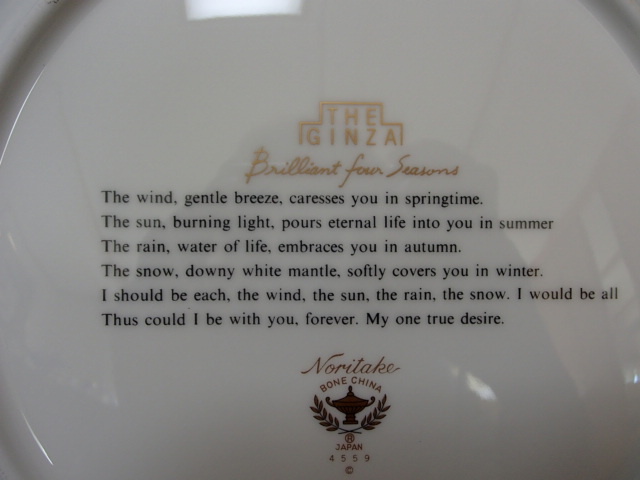 THE
GINZA
Brilliant four Seasons
The wind, gentle breeze, caresses you in springtime.
The sun, burning light, pours eternal life into you in summer
The rain, water of life, embraces you in autumn.
The snow, downy white mantle, softly covers you in winter.
I should be each, the wind, the sun, the rain, the snow. I would be all
Thus could I be with you, forever. My one true desire.
Noritake
BONE CHINA
®
JAPAN
4559
©